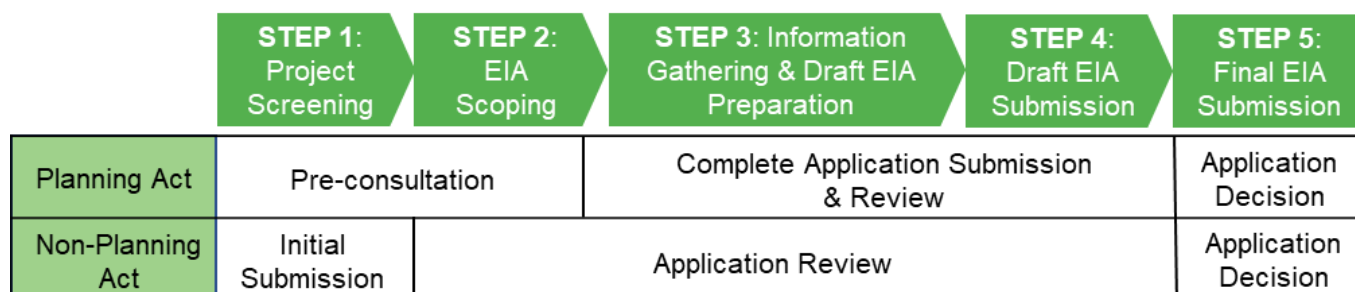 STEP 1:
Project
Screening
STEP 2:
EIA
Scoping
STEP 3: Information
Gathering & Draft EIA
Preparation
STEP 4:
Draft EIA
Submission
STEP 5:
Final EIA
Submission
Planning Act
Pre-consultation
Complete Application Submission
& Review
Application
Decision
Non-Planning
Act
Initial
Submission
Application Review
Application
Decision